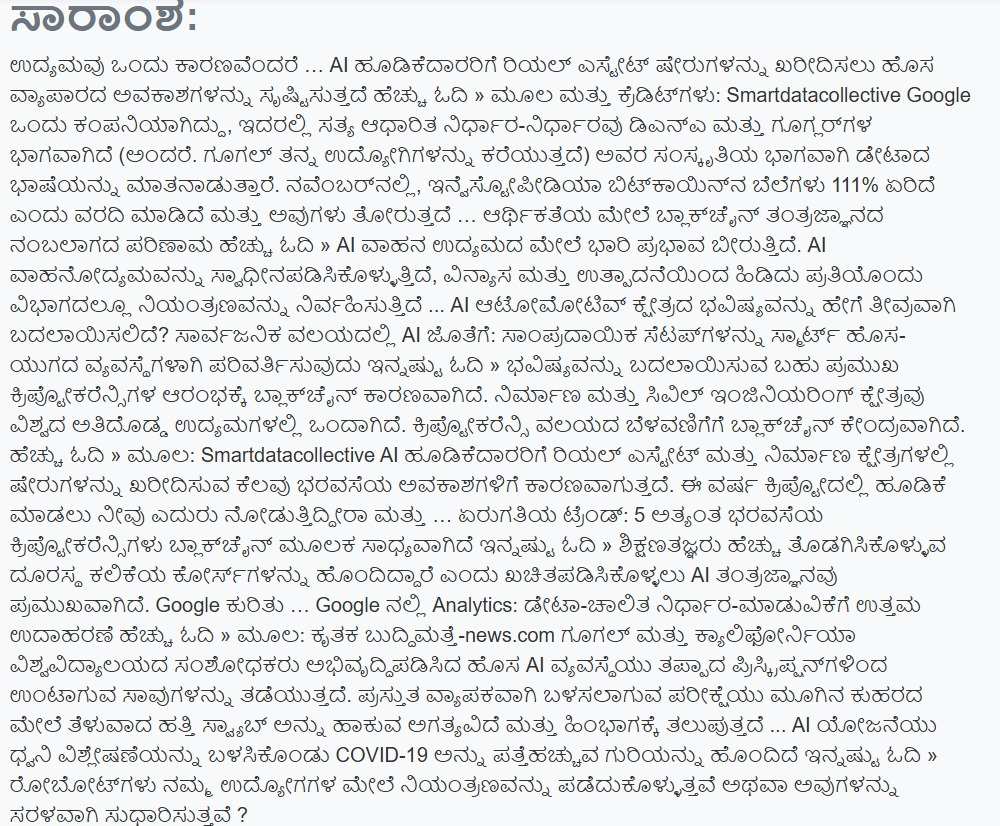 ಸಾರಾಂಶ:
ಉದ್ಯಮವು ಒಂದು ಕಾರಣವೆಂದರೆ ... AI ಹೂಡಿಕೆದಾರರಿಗೆ ರಿಯಲ್ ಎಸ್ಟೇಟ್ ಷೇರುಗಳನ್ನು ಖರೀದಿಸಲು ಹೊಸ
ವ್ಯಾಪಾರದ ಅವಕಾಶಗಳನ್ನು ಸೃಷ್ಟಿಸುತ್ತದೆ ಹೆಚ್ಚು ಓದಿ » ಮೂಲ ಮತ್ತು ಕ್ರೆಡಿಟ್‌ಗಳು: Smartdatacollective Google
ಒಂದು ಕಂಪನಿಯಾಗಿದ್ದು, ಇದರಲ್ಲಿ ಸತ್ಯ ಆಧಾರಿತ ನಿರ್ಧಾರ-ನಿರ್ಧಾರವು ಡಿಎನ್‌ಎ ಮತ್ತು ಗೂಗ್ಲರ್‌ಗಳ
ಭಾಗವಾಗಿದೆ (ಅಂದರೆ. ಗೂಗಲ್ ತನ್ನ ಉದ್ಯೋಗಿಗಳನ್ನು ಕರೆಯುತ್ತದೆ) ಅವರ ಸಂಸ್ಕೃತಿಯ ಭಾಗವಾಗಿ ಡೇಟಾದ
ಭಾಷೆಯನ್ನು ಮಾತನಾಡುತ್ತಾರೆ. ನವೆಂಬರ್‌ನಲ್ಲಿ, ಇನ್ವೆಸ್ಟೋಪೀಡಿಯಾ ಬಿಟ್‌ಕಾಯಿನ್‌ನ ಬೆಲೆಗಳು 111% ಏರಿದೆ
ಎಂದು ವರದಿ ಮಾಡಿದೆ ಮತ್ತು ಅವುಗಳು ತೋರುತ್ತದೆ ... ಆರ್ಥಿಕತೆಯ ಮೇಲೆ ಬ್ಲಾಕ್‌ಚೈನ್ ತಂತ್ರಜ್ಞಾನದ
ನಂಬಲಾಗದ ಪರಿಣಾಮ ಹೆಚ್ಚು ಓದಿ » AI ವಾಹನ ಉದ್ಯಮದ ಮೇಲೆ ಭಾರಿ ಪ್ರಭಾವ ಬೀರುತ್ತಿದೆ. AI
ವಾಹನೋದ್ಯಮವನ್ನು ಸ್ವಾಧೀನಪಡಿಸಿಕೊಳ್ಳುತ್ತಿದೆ, ವಿನ್ಯಾಸ ಮತ್ತು ಉತ್ಪಾದನೆಯಿಂದ ಹಿಡಿದು ಪ್ರತಿಯೊಂದು
ವಿಭಾಗದಲ್ಲೂ ನಿಯಂತ್ರಣವನ್ನು ನಿರ್ವಹಿಸುತ್ತಿದೆ ... AI ಆಟೋಮೋಟಿವ್ ಕ್ಷೇತ್ರದ ಭವಿಷ್ಯವನ್ನು ಹೇಗೆ ತೀವ್ರವಾಗಿ
ಬದಲಾಯಿಸಲಿದೆ? ಸಾರ್ವಜನಿಕ ವಲಯದಲ್ಲಿ AI ಜೊತೆಗೆ: ಸಾಂಪ್ರದಾಯಿಕ ಸೆಟಪ್‌ಗಳನ್ನು ಸ್ಮಾರ್ಟ್ ಹೊಸ-
ಯುಗದ ವ್ಯವಸ್ಥೆಗಳಾಗಿ ಪರಿವರ್ತಿಸುವುದು ಇನ್ನಷ್ಟು ಓದಿ » ಭವಿಷ್ಯವನ್ನು ಬದಲಾಯಿಸುವ ಬಹು ಪ್ರಮುಖ
ಕ್ರಿಪ್ಟೋಕರೆನ್ಸಿಗಳ ಆರಂಭಕ್ಕೆ ಬ್ಲಾಕ್‌ಚೈನ್ ಕಾರಣವಾಗಿದೆ. ನಿರ್ಮಾಣ ಮತ್ತು ಸಿವಿಲ್ ಇಂಜಿನಿಯರಿಂಗ್ ಕ್ಷೇತ್ರವು
ವಿಶ್ವದ ಅತಿದೊಡ್ಡ ಉದ್ಯಮಗಳಲ್ಲಿ ಒಂದಾಗಿದೆ. ಕ್ರಿಪ್ಟೋಕರೆನ್ಸಿ ವಲಯದ ಬೆಳವಣಿಗೆಗೆ ಬ್ಲಾಕ್‌ಚೈನ್ ಕೇಂದ್ರವಾಗಿದೆ.
ಹೆಚ್ಚು ಓದಿ » ಮೂಲ: Smartdatacollective AI ಹೂಡಿಕೆದಾರರಿಗೆ ರಿಯಲ್ ಎಸ್ಟೇಟ್ ಮತ್ತು ನಿರ್ಮಾಣ ಕ್ಷೇತ್ರಗಳಲ್ಲಿ
ಷೇರುಗಳನ್ನು ಖರೀದಿಸುವ ಕೆಲವು ಭರವಸೆಯ ಅವಕಾಶಗಳಿಗೆ ಕಾರಣವಾಗುತ್ತದೆ. ಈ ವರ್ಷ ಕ್ರಿಪ್ಟೋದಲ್ಲಿ ಹೂಡಿಕೆ
ಮಾಡಲು ನೀವು ಎದುರು ನೋಡುತ್ತಿದ್ದೀರಾ ಮತ್ತು ... ಏರುಗತಿಯ ಟ್ರೆಂಡ್: 5 ಅತ್ಯಂತ ಭರವಸೆಯ
ಕ್ರಿಪ್ಟೋಕರೆನ್ಸಿಗಳು ಬ್ಲಾಕ್‌ಚೈನ್ ಮೂಲಕ ಸಾಧ್ಯವಾಗಿದೆ ಇನ್ನಷ್ಟು ಓದಿ » ಶಿಕ್ಷಣತಜ್ಞರು ಹೆಚ್ಚು ತೊಡಗಿಸಿಕೊಳ್ಳುವ
ದೂರಸ್ಥ ಕಲಿಕೆಯ ಕೋರ್ಸ್‌ಗಳನ್ನು ಹೊಂದಿದ್ದಾರೆ ಎಂದು ಖಚಿತಪಡಿಸಿಕೊಳ್ಳಲು AI ತಂತ್ರಜ್ಞಾನವು
ಪ್ರಮುಖವಾಗಿದೆ. Google ಕುರಿತು ... Google ನಲ್ಲಿ Analytics: ಡೇಟಾ-ಚಾಲಿತ ನಿರ್ಧಾರ-ಮಾಡುವಿಕೆಗೆ ಉತ್ತಮ
ಉದಾಹರಣೆ ಹೆಚ್ಚು ಓದಿ » ಮೂಲ: ಕೃತಕ ಬುದ್ಧಿಮತ್ತೆ-news.com ಗೂಗಲ್ ಮತ್ತು ಕ್ಯಾಲಿಫೋರ್ನಿಯಾ
ವಿಶ್ವವಿದ್ಯಾಲಯದ ಸಂಶೋಧಕರು ಅಭಿವೃದ್ಧಿಪಡಿಸಿದ ಹೊಸ AI ವ್ಯವಸ್ಥೆಯು ತಪ್ಪಾದ ಪ್ರಿಸ್ಕ್ರಿಪ್ಷನ್‌ಗಳಿಂದ
ಉಂಟಾಗುವ ಸಾವುಗಳನ್ನು ತಡೆಯುತ್ತದೆ. ಪ್ರಸ್ತುತ ವ್ಯಾಪಕವಾಗಿ ಬಳಸಲಾಗುವ ಪರೀಕ್ಷೆಯು ಮೂಗಿನ ಕುಹರದ
ಮೇಲೆ ತೆಳುವಾದ ಹತ್ತಿ ಸ್ವ್ಯಾಬ್ ಅನ್ನು ಹಾಕುವ ಅಗತ್ಯವಿದೆ ಮತ್ತು ಹಿಂಭಾಗಕ್ಕೆ ತಲುಪುತ್ತದೆ ... AI ಯೋಜನೆಯು
ಧ್ವನಿ ವಿಶ್ಲೇಷಣೆಯನ್ನು ಬಳಸಿಕೊಂಡು COVID-19 ಅನ್ನು ಪತ್ತೆಹಚ್ಚುವ ಗುರಿಯನ್ನು ಹೊಂದಿದೆ ಇನ್ನಷ್ಟು ಓದಿ »
ರೋಬೋಟ್‌ಗಳು ನಮ್ಮ ಉದ್ಯೋಗಗಳ ಮೇಲೆ ನಿಯಂತ್ರಣವನ್ನು ಪಡೆದುಕೊಳ್ಳುತ್ತವೆ ಅಥವಾ ಅವುಗಳನ್ನು
ಸರಳವಾಗಿ ಸುಧಾರಿಸುತ್ತವೆ ?